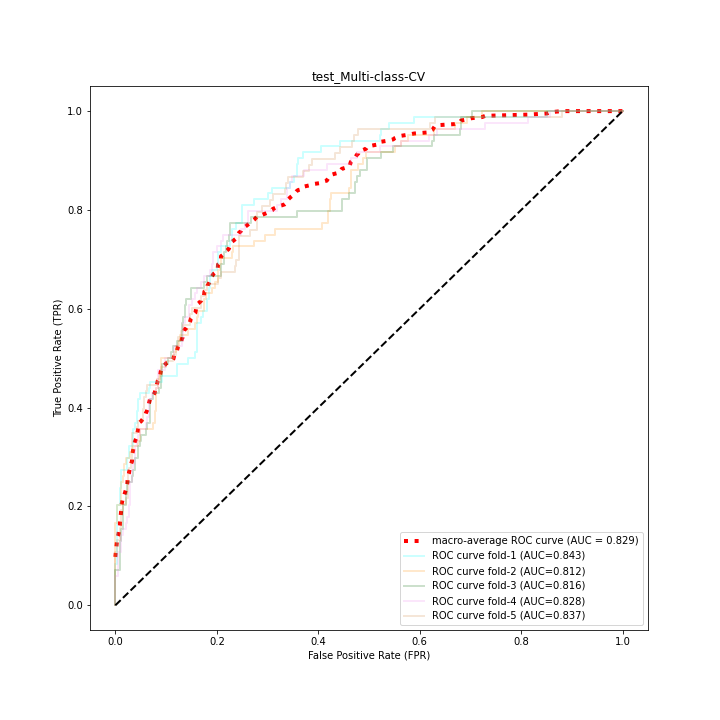 test_Multi-class-CV
1.0
0.8
0.6
0.4
0.2
0.0
True Positive Rate (TPR)
macro-average ROC curve (AUC = 0.829)
ROC curve fold-1 (AUC=0.843)
ROC curve fold-2 (AUC=0.812)
ROC curve fold-3 (AUC=0.816)
ROC curve fold-4 (AUC=0.828)
ROC curve fold-5 (AUC=0.837)
0.0 0.2 0.4 0.6 0.8 1.0
False Positive Rate (FPR)